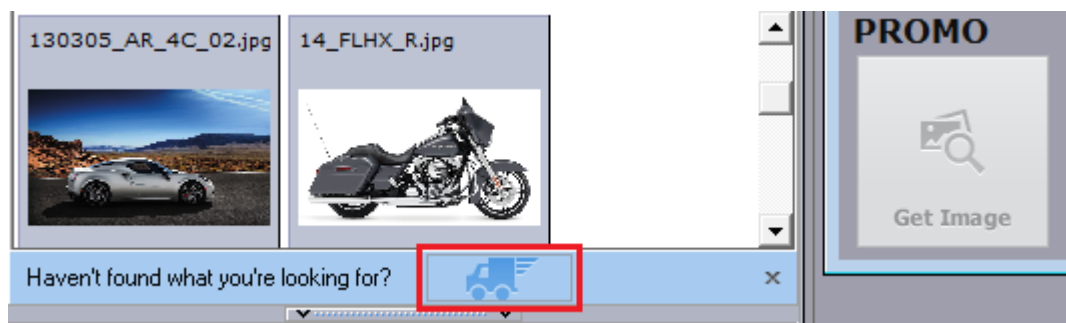 130305_AR_4C_02.jpg
14_FLHX_R.jpg
PROMO
Get Image
Haven't found what you're looking for?